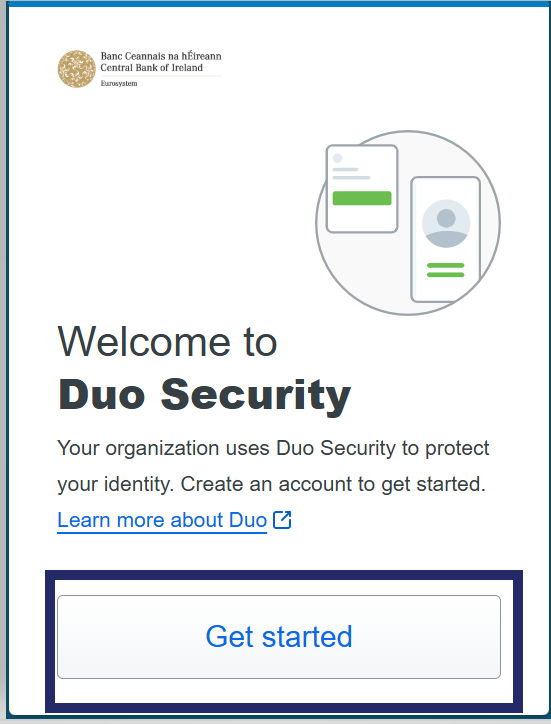 Banc Ceannais na hÉireann
Central Bank of Ireland
Eurosystem
Welcome to
Duo Security
Your organization uses Duo Security to protect
your identity. Create an account to get started.
Learn more about Duo
Get started